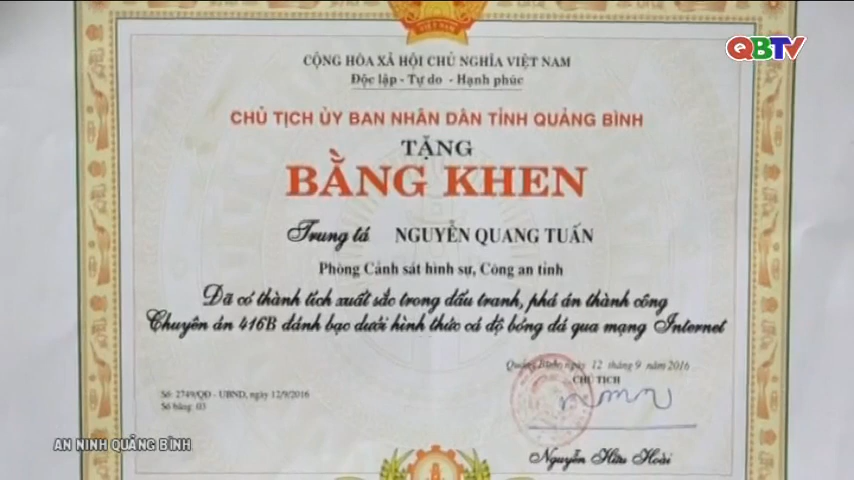 QBTV
VIỆT NAM
CỘNG HÒA XÃ HỘI CHỦ NGHĨA VIỆT NAM
Độc lập - Tự do - Hạnh phúc
CHỦ TỊCH ỦY BAN NHÂN DÂN TỈNH QUẢNG BÌNH
TẶNG
BẰNG KHEN
Trung tá NGUYỄN QUANG TUẤN
Phòng Cảnh sát hình sự, Công an tỉnh
Đã có thành tích xuất sắc trong đấu tranh, phá án thành công
Chuyên án 416B đánh bạc dưới hình thức cá độ bóng đá qua mạng Internet
Quảng Bình, ngày 12 tháng 9 năm 2016
CHỦ TỊCH
Số: 2749/QĐ - UBND, ngày 12/9/2016
Số bằng: 03
Nguyễn Hữu Hoài
AN NINH QUẢNG BÌNH